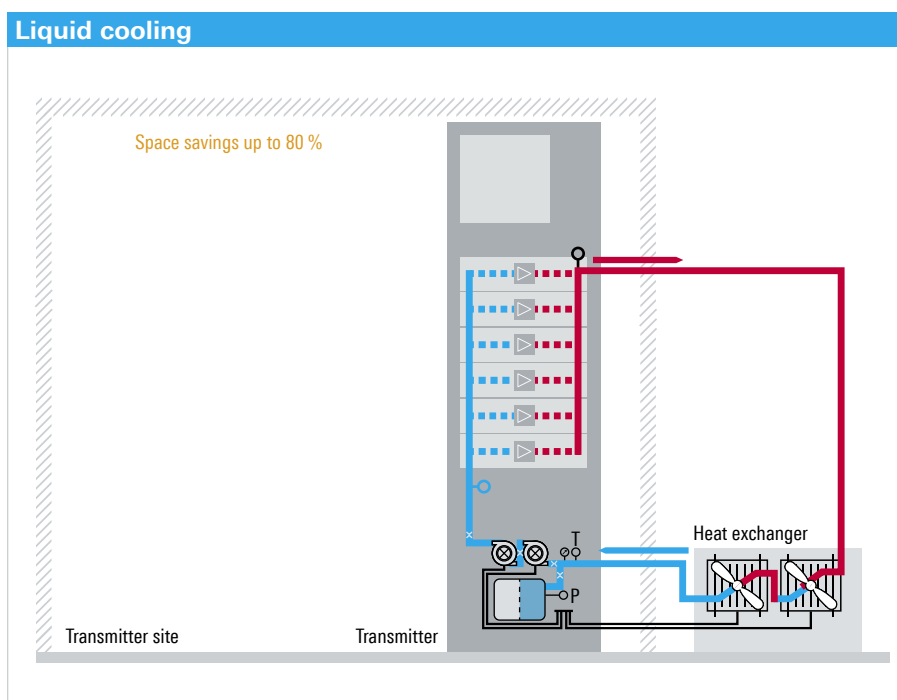 Liquid cooling
Space savings up to 80 %
T
Heat exchanger
P
Transmitter site
Transmitter